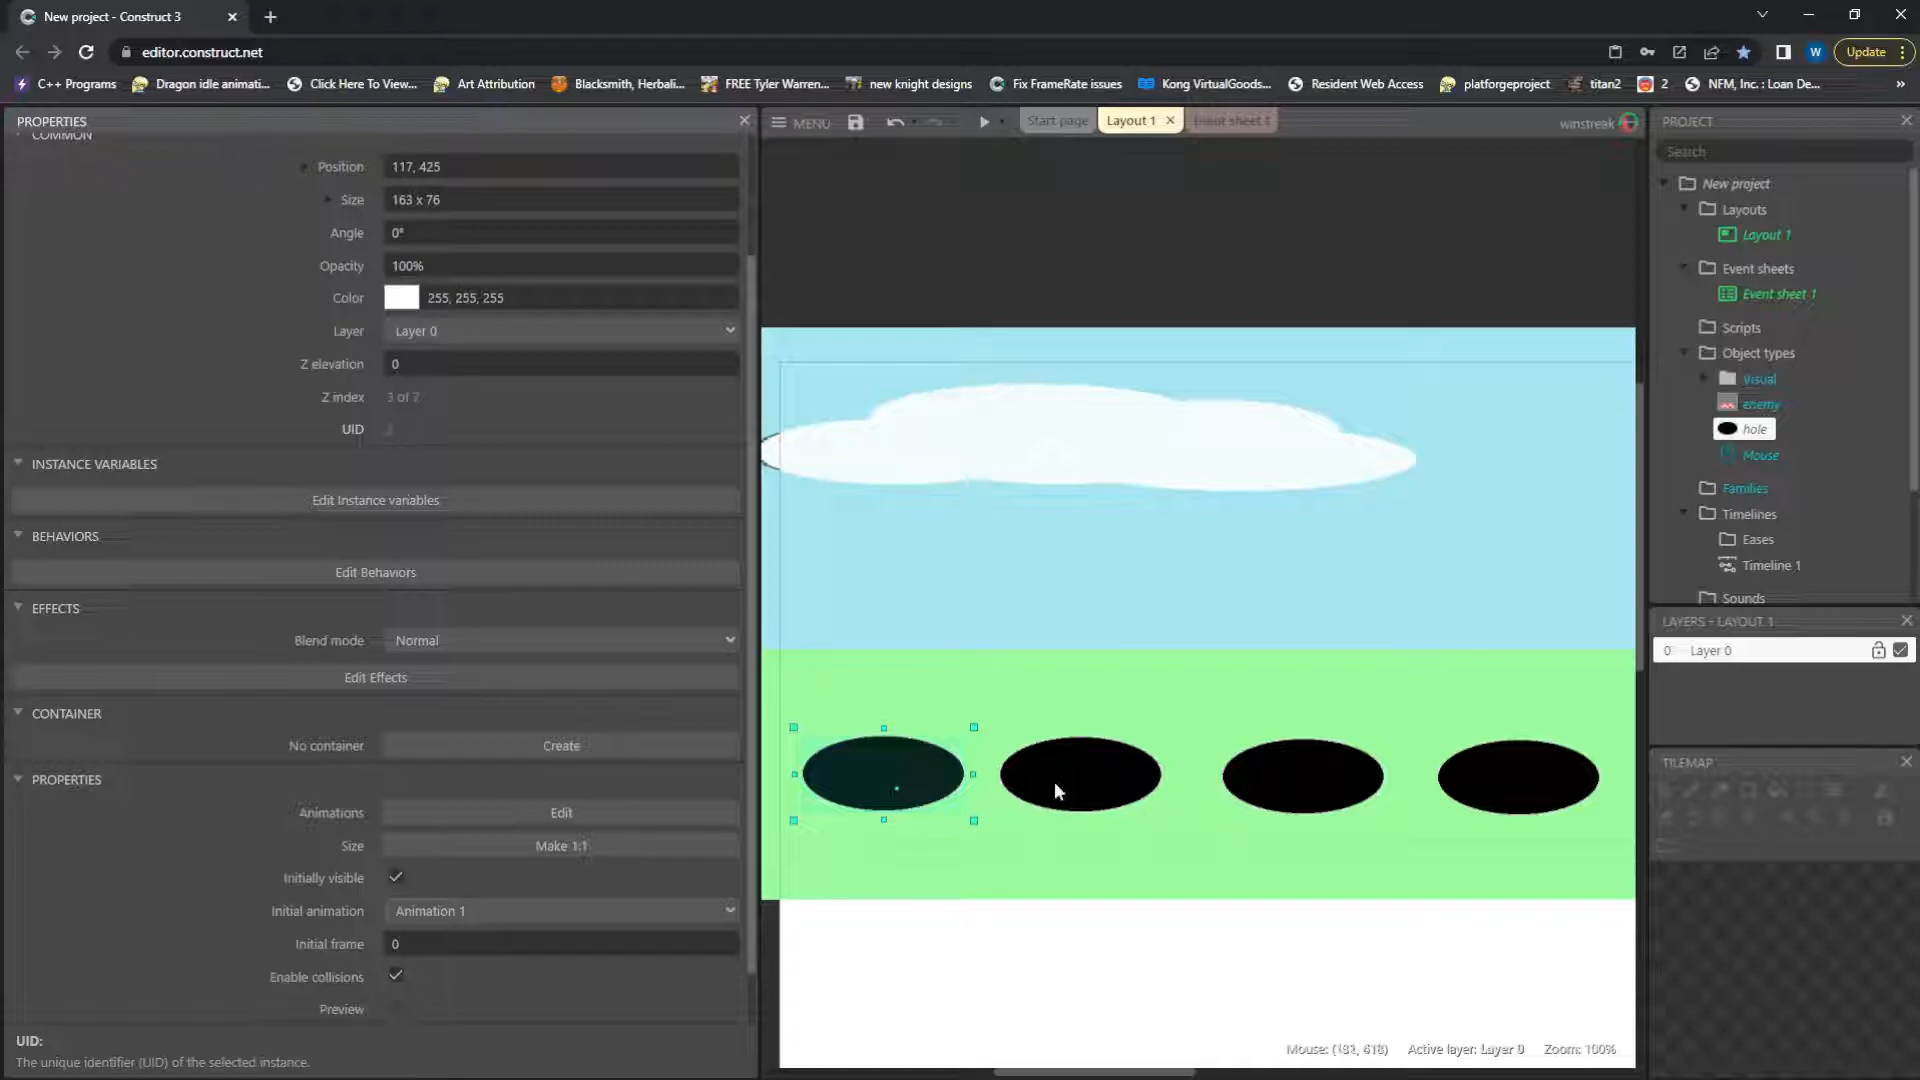 New project - Construct 3
editor.construct.net
W
Update
C++ Programs
Dragon idle animati...
Click Here To View...
Art Attribution
Blacksmith, Herbali...
FREE Tyler Warren...
new knight designs
Fix FrameRate issues
Kong VirtualGoods...
Resident Web Access
platforgeproject
titan2
2
NFM, Inc. : Loan De...
PROPERTIES
COMMON
Position 117, 425
Size 163 x 76
Angle 0°
Opacity 100%
Color 255, 255, 255
Layer Layer 0
Z elevation 0
Z index 3 of 7
UID
INSTANCE VARIABLES
Edit Instance variables
BEHAVIORS
Edit Behaviors
EFFECTS
Blend mode Normal
Edit Effects
CONTAINER
No container Create
PROPERTIES
Animations Edit
Size Make 1:1
Initially visible
Initial animation Animation 1
Initial frame 0
Enable collisions
Preview
UID:
The unique identifier (UID) of the selected instance.
MENU
Start page
Layout 1
Event sheet 1
winstreak
Mouse: (182, 618) Active layer: Layer 0 Zoom: 100%
PROJECT
Search
New project
Layouts
Layout 1
Event sheets
Event sheet 1
Scripts
Object types
Visual
enemy
hole
Mouse
Families
Timelines
Eases
Timeline 1
Sounds
LAYERS - LAYOUT 1
0 Layer 0
TILEMAP